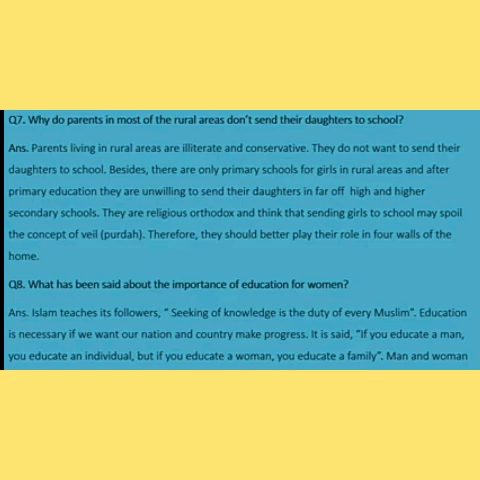 Q7. Why do parents in most of the rural areas don't send their daughters to school?
Ans. Parents living in rural areas are illiterate and conservative. They do not want to send their
daughters to school. Besides, there are only primary schools for girls in rural areas and after
primary education they are unwilling to send their daughters in far off high and higher
secondary schools. They are religious orthodox and think that sending girls to school may spoil
the concept of veil (purdah). Therefore, they should better play their role in four walls of the
home.
Q8. What has been said about the importance of education for women?
Ans. Islam teaches its followers, " Seeking of knowledge is the duty of every Muslim". Education
is necessary if we want our nation and country make progress. It is said, "If you educate a man,
you educate an individual, but if you educate a woman, you educate a family". Man and woman